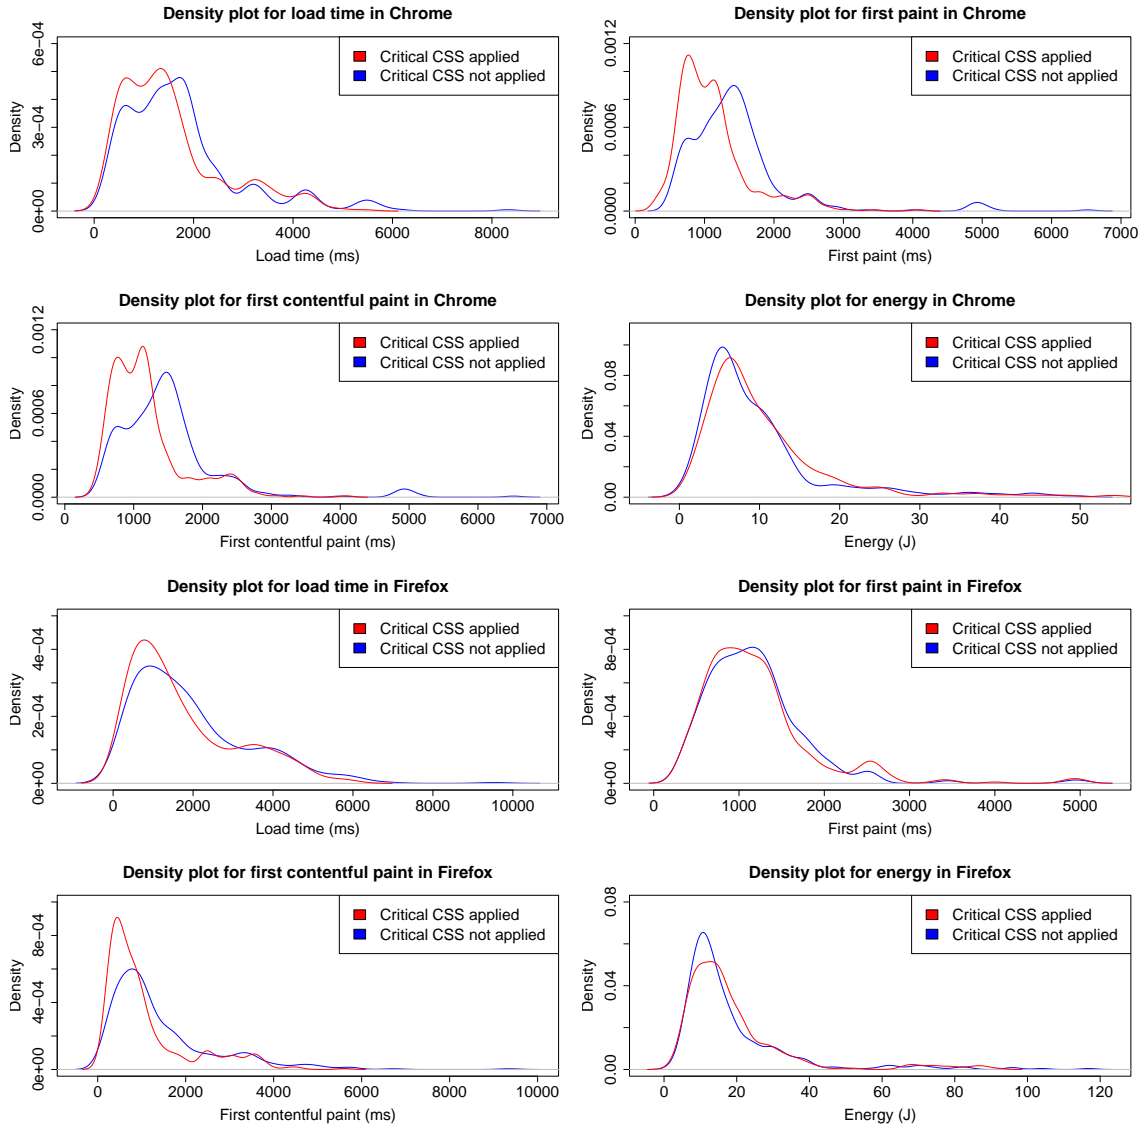 Density plot for load time in Chrome
Density
0e+00 3e-04 6e-04
Critical CSS applied
Critical CSS not applied
0 2000 4000 6000 8000
Load time (ms)
Density plot for first paint in Chrome
Density
0.0000 0.0006 0.0012
Critical CSS applied
Critical CSS not applied
0 1000 2000 3000 4000 5000 6000 7000
First paint (ms)
Density plot for first contentful paint in Chrome
Density
0.0000 0.0006 0.0012
Critical CSS applied
Critical CSS not applied
0 1000 2000 3000 4000 5000 6000 7000
First contentful paint (ms)
Density plot for energy in Chrome
Density
0.00 0.04 0.08
Critical CSS applied
Critical CSS not applied
0 10 20 30 40 50
Energy (J)
Density plot for load time in Firefox
Density
0e+00 2e-04 4e-04
Critical CSS applied
Critical CSS not applied
0 2000 4000 6000 8000 10000
Load time (ms)
Density plot for first paint in Firefox
Density
0e+00 4e-04 8e-04
Critical CSS applied
Critical CSS not applied
0 1000 2000 3000 4000 5000
First paint (ms)
Density plot for first contentful paint in Firefox
Density
0e+00 4e-04 8e-04
Critical CSS applied
Critical CSS not applied
0 2000 4000 6000 8000 10000
First contentful paint (ms)
Density plot for energy in Firefox
Density
0.00 0.04 0.08
Critical CSS applied
Critical CSS not applied
0 20 40 60 80 100 120
Energy (J)